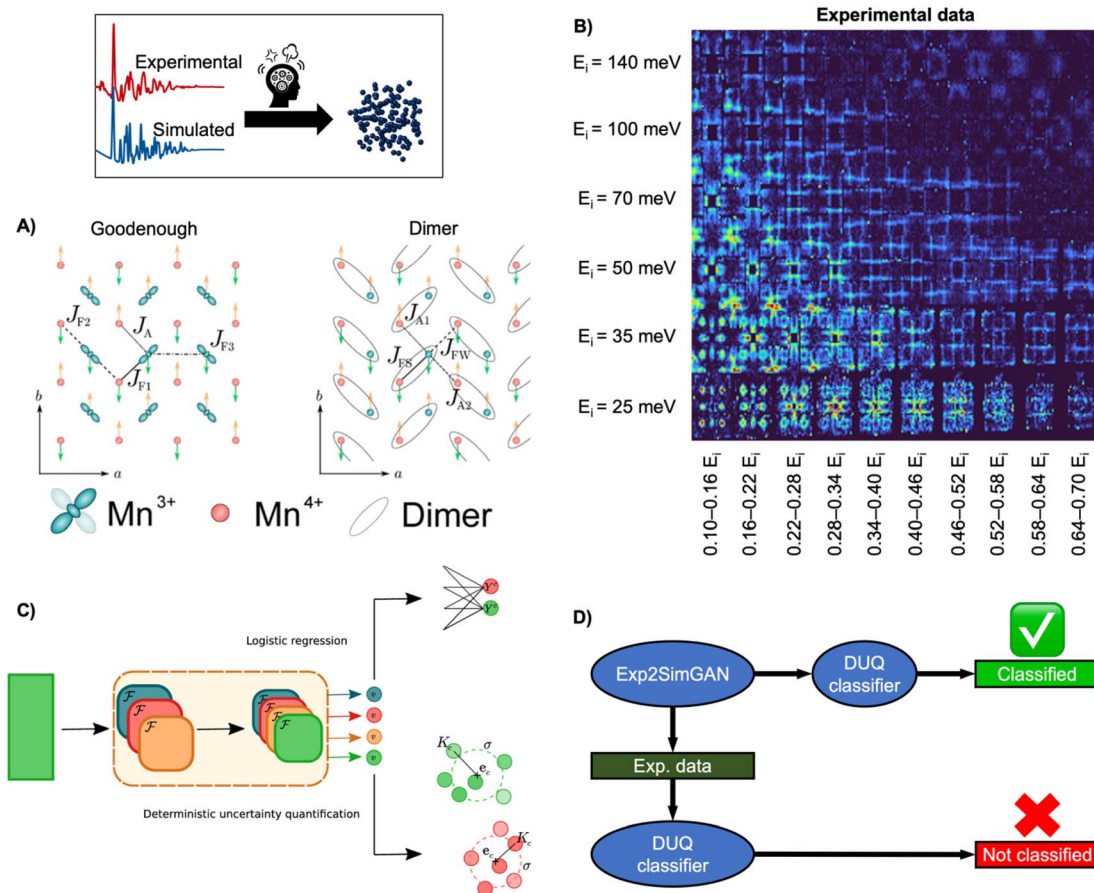 Experimental
Simulated
A)
Goodenough
Dimer
J_F2
J_A
J_F3
J_F1
b
a
J_A1
J_FS
J_FW
J_A2
b
a
Mn3+
Mn4+
Dimer
B)
Experimental data
E_i = 140 meV
E_i = 100 meV
E_i = 70 meV
E_i = 50 meV
E_i = 35 meV
E_i = 25 meV
0.10–0.16 E_i
0.16–0.22 E_i
0.22–0.28 E_i
0.28–0.34 E_i
0.34–0.40 E_i
0.40–0.46 E_i
0.46–0.52 E_i
0.52–0.58 E_i
0.58–0.64 E_i
0.64–0.70 E_i
C)
Logistic regression
Deterministic uncertainty quantification
F
F
F
F
F
F
F
v
v
v
v
Y^c
Y^c
K_c
σ
e_c
K_c
e_c
σ
D)
Exp2SimGAN
DUQ
classifier
Classified
Exp. data
DUQ
classifier
Not classified